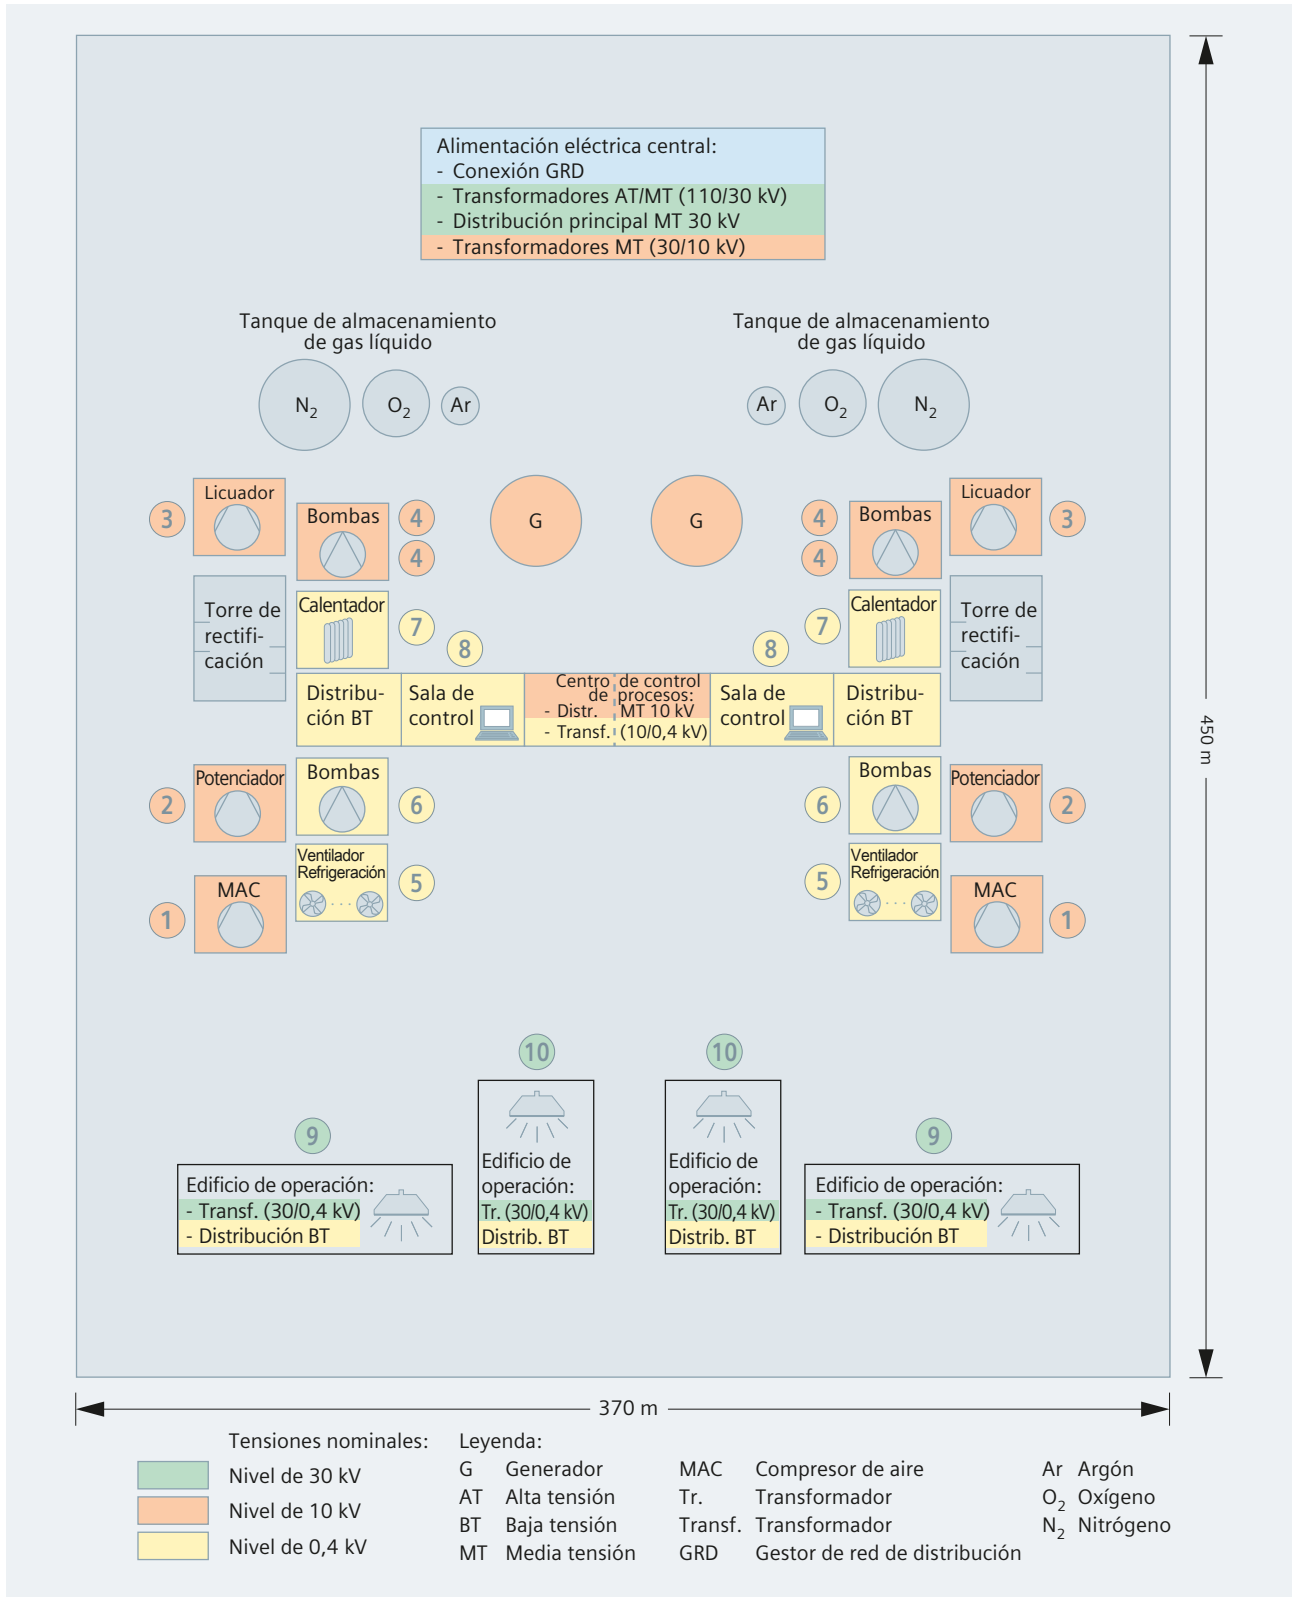 Alimentación eléctrica central:
- Conexión GRD
- Transformadores AT/MT (110/30 kV)
- Distribución principal MT 30 kV
- Transformadores MT (30/10 kV)
Tanque de almacenamiento
de gas líquido
Tanque de almacenamiento
de gas líquido
N2
O2
Ar
Ar
O2
N2
3
Licuador
Bombas
4
4
G
G
4
4
Bombas
Licuador
3
Torre de
rectifi-
cación
Calentador
7
8
8
7
Calentador
Torre de
rectifi-
cación
Distribu-
ción BT
Sala de
control
Centro de control
de procesos:
- Distr. MT 10 kV
- Transf. (10/0,4 kV)
Sala de
control
Distribu-
ción BT
2
Potenciador
Bombas
6
6
Bombas
Potenciador
2
1
MAC
Ventilador
Refrigeración
5
5
Ventilador
Refrigeración
MAC
1
450 m
9
Edificio de operación:
- Transf. (30/0,4 kV)
- Distribución BT
10
Edificio de
operación:
Tr. (30/0,4 kV)
Distrib. BT
10
Edificio de
operación:
Tr. (30/0,4 kV)
Distrib. BT
9
Edificio de operación:
- Transf. (30/0,4 kV)
- Distribución BT
370 m
Tensiones nominales:
Nivel de 30 kV
Nivel de 10 kV
Nivel de 0,4 kV
Leyenda:
G Generador
AT Alta tensión
BT Baja tensión
MT Media tensión
MAC Compresor de aire
Tr. Transformador
Transf. Transformador
GRD Gestor de red de distribución
Ar Argón
O2 Oxígeno
N2 Nitrógeno